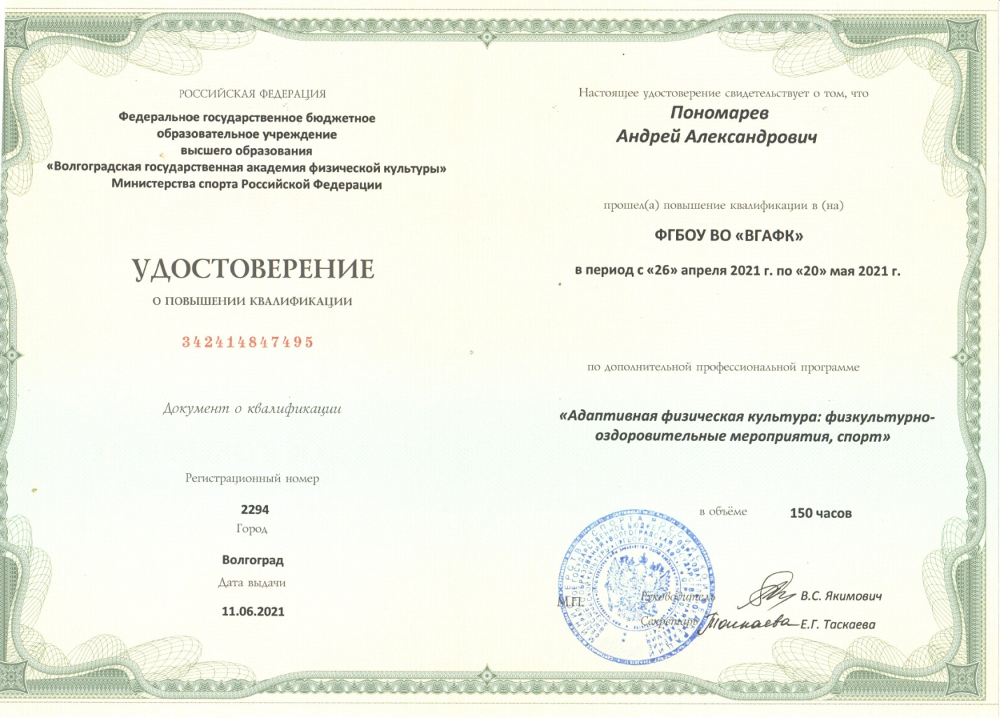 РОССИЙСКАЯ ФЕДЕРАЦИЯ
Федеральное государственное бюджетное
образовательное учреждение
высшего образования
«Волгоградская государственная академия физической культуры»
Министерства спорта Российской Федерации
УДОСТОВЕРЕНИЕ
О ПОВЫШЕНИИ КВАЛИФИКАЦИИ
342414847495
Документ о квалификации
Регистрационный номер
2294
Город
Волгоград
Дата выдачи
11.06.2021
Настоящее удостоверение свидетельствует о том, что
Пономарев
Андрей Александрович
прошел(а) повышение квалификации в (на)
ФГБОУ ВО «ВГАФК»
в период с «26» апреля 2021 г. по «20» мая 2021 г.
по дополнительной профессиональной программе
«Адаптивная физическая культура: физкультурно-
оздоровительные мероприятия, спорт»
в объёме 150 часов
М.П.
Руководитель В.С. Якимович
Секретарь Е.Г. Таскаева